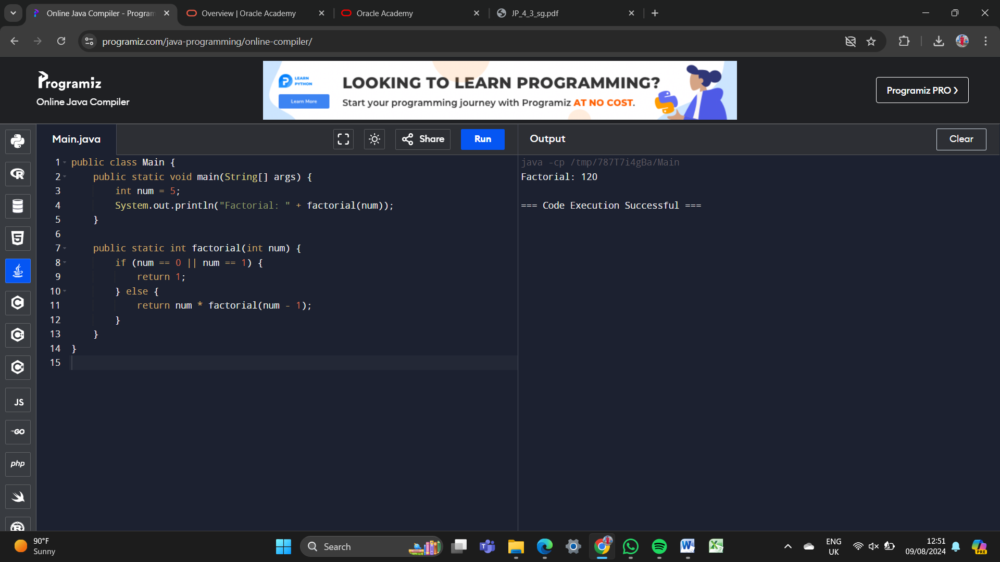 Online Java Compiler - Program
Overview | Oracle Academy
Oracle Academy
JP_4_3_sg.pdf
programiz.com/java-programming/online-compiler/
Programiz
Online Java Compiler
LEARN
PYTHON
Learn More
LOOKING TO LEARN PROGRAMMING?
Start your programming journey with Programiz AT NO COST.
Programiz PRO ❯
Main.java
Share
Run
Output
Clear
1 public class Main {
2 public static void main(String[] args) {
3 int num = 5;
4 System.out.println("Factorial: " + factorial(num));
5 }
6
7 public static int factorial(int num) {
8 if (num == 0 || num == 1) {
9 return 1;
10 } else {
11 return num * factorial(num - 1);
12 }
13 }
14 }
15
java -cp /tmp/787T7i4gBa/Main
Factorial: 120
=== Code Execution Successful ===
JS
GO
php
90°F
Sunny
Search
ENG
UK
12:51
09/08/2024
PRE